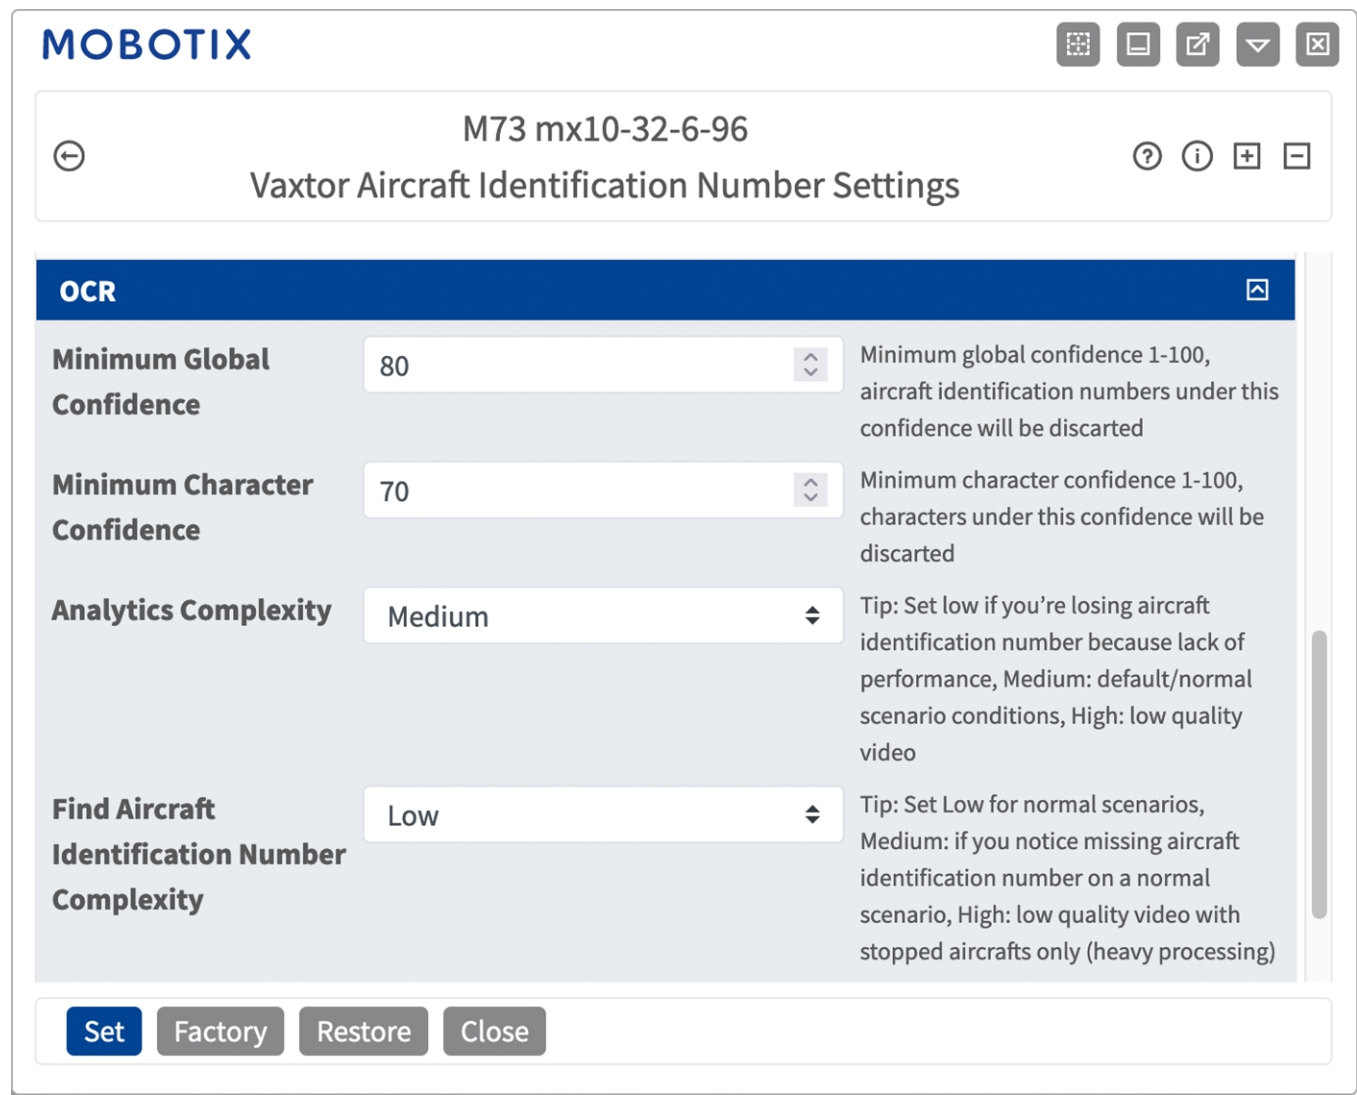 MOBOTIX
M73 mx10-32-6-96
Vaxtor Aircraft Identification Number Settings
OCR
Minimum Global
Confidence
80
Minimum global confidence 1-100,
aircraft identification numbers under this
confidence will be discarted
Minimum Character
Confidence
70
Minimum character confidence 1-100,
characters under this confidence will be
discarted
Analytics Complexity
Medium
Tip: Set low if you’re losing aircraft
identification number because lack of
performance, Medium: default/normal
scenario conditions, High: low quality
video
Find Aircraft
Identification Number
Complexity
Low
Tip: Set Low for normal scenarios,
Medium: if you notice missing aircraft
identification number on a normal
scenario, High: low quality video with
stopped aircrafts only (heavy processing)
Set Factory Restore Close